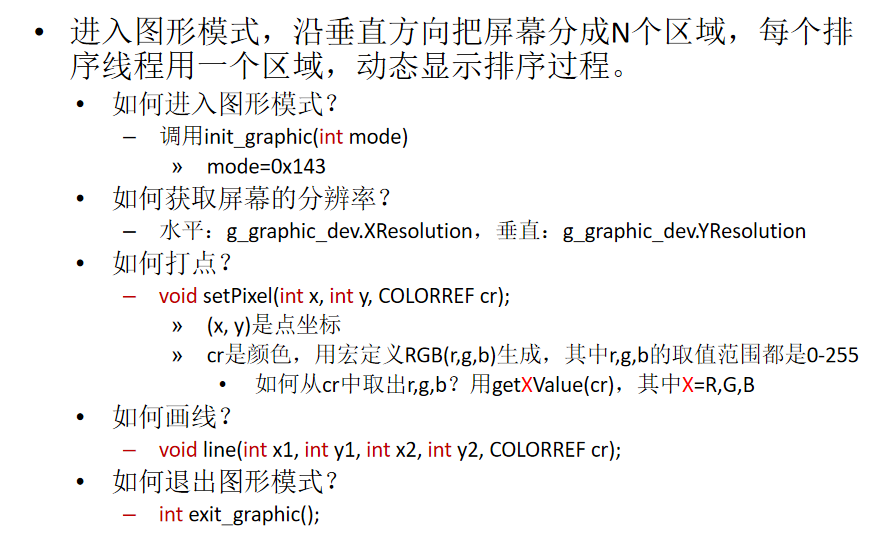 • 进入图形模式，沿垂直方向把屏幕分成N个区域，每个排
序线程用一个区域，动态显示排序过程。
• 如何进入图形模式？
– 调用init_graphic(int mode)
» mode=0x143
• 如何获取屏幕的分辨率？
– 水平：g_graphic_dev.XResolution，垂直：g_graphic_dev.YResolution
• 如何打点？
– void setPixel(int x, int y, COLORREF cr);
» (x, y)是点坐标
» cr是颜色，用宏定义RGB(r,g,b)生成，其中r,g,b的取值范围都是0-255
• 如何从cr中取出r,g,b？用getXValue(cr)，其中X=R,G,B
• 如何画线？
– void line(int x1, int y1, int x2, int y2, COLORREF cr);
• 如何退出图形模式？
– int exit_graphic();